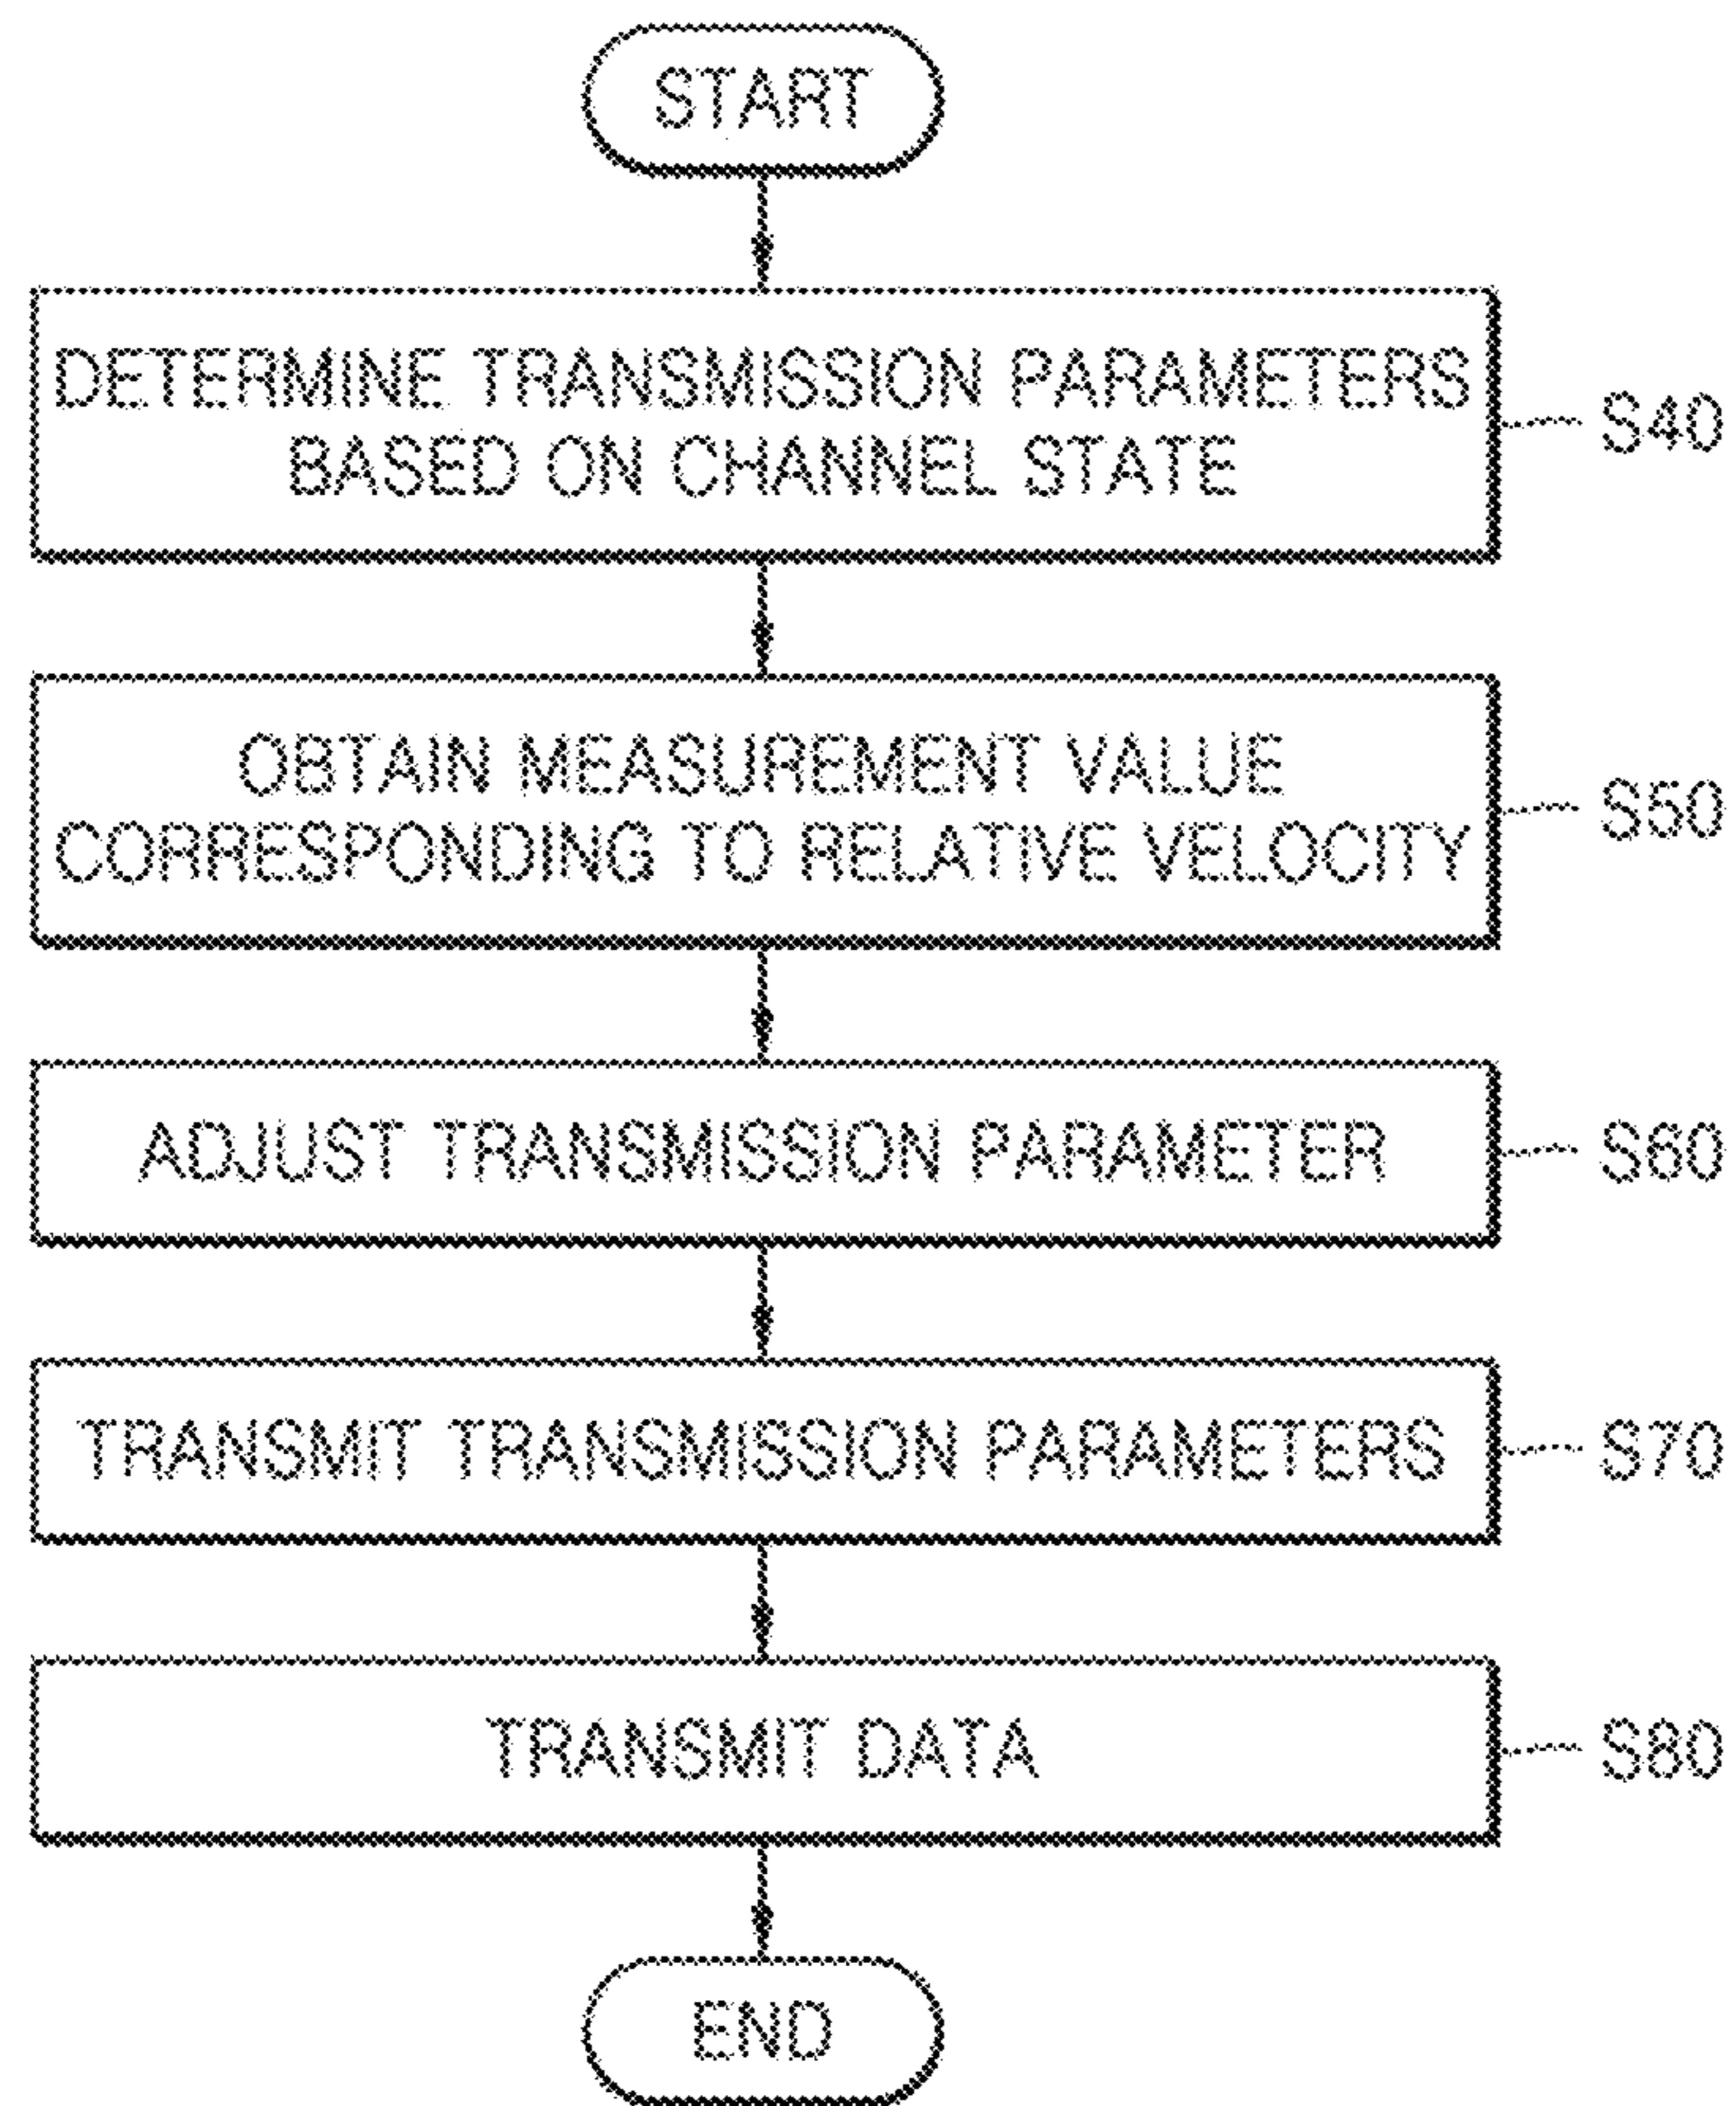 START
DETERMINE TRANSMISSION PARAMETERS
BASED ON CHANNEL STATE
S40
OBTAIN MEASUREMENT VALUE
CORRESPONDING TO RELATIVE VELOCITY
S50
ADJUST TRANSMISSION PARAMETER
S60
TRANSMIT TRANSMISSION PARAMETERS
S70
TRANSMIT DATA
S80
END